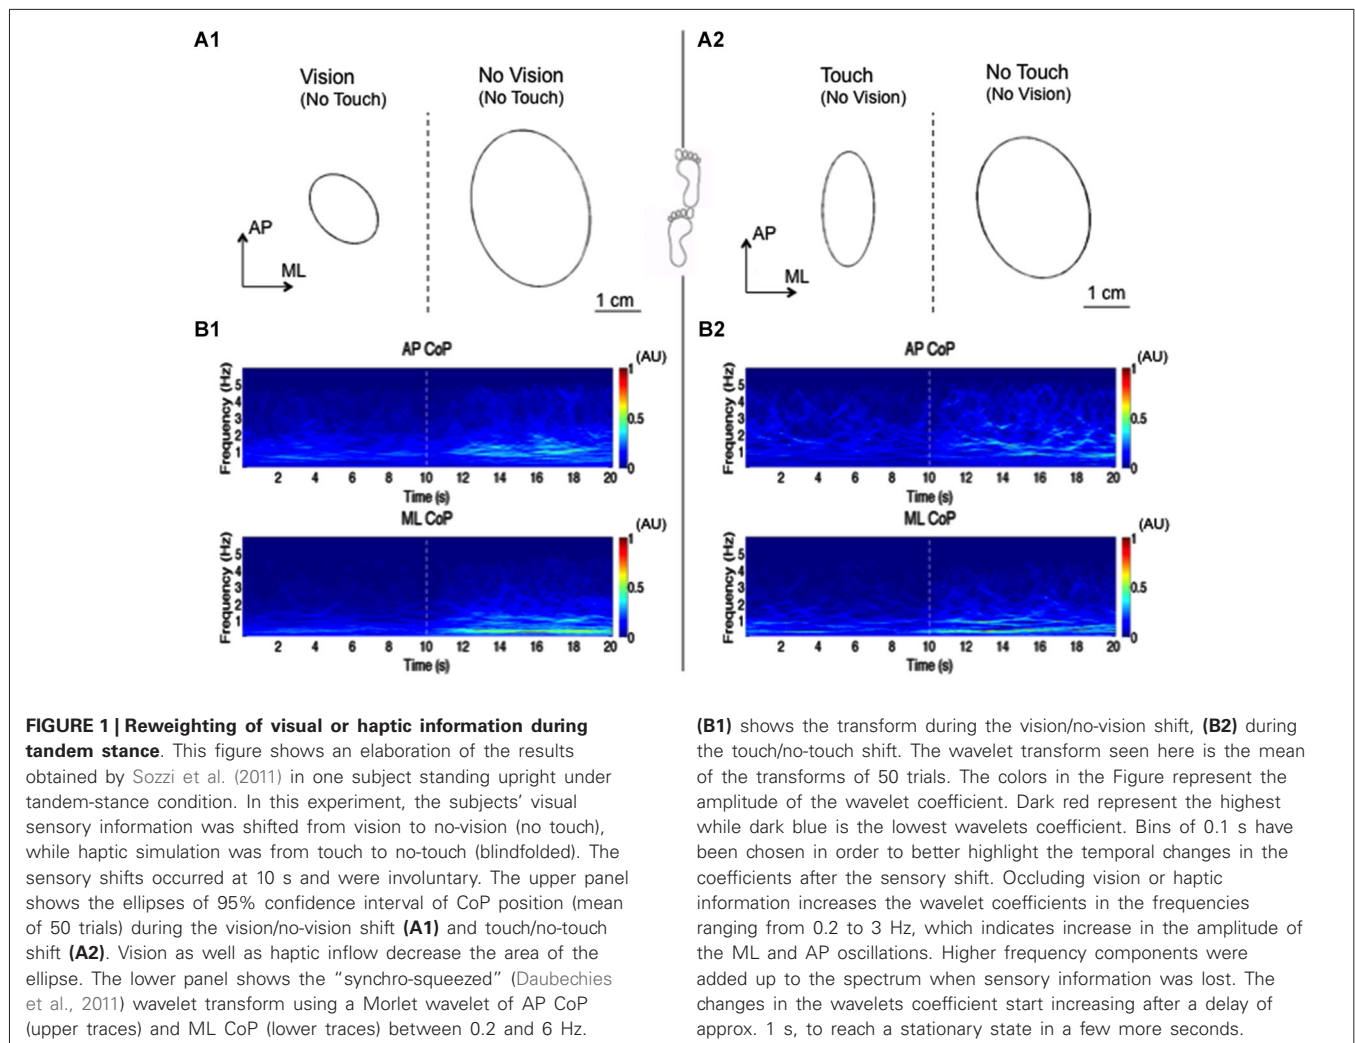 A1
Vision
(No Touch)
No Vision
(No Touch)
AP
ML
1 cm
A2
Touch
(No Vision)
No Touch
(No Vision)
AP
ML
1 cm
B1
AP CoP
(AU)
Frequency (Hz)
5
4
3
2
1
1
0.5
0
2 4 6 8 10 12 14 16 18 20
Time (s)
ML CoP
(AU)
Frequency (Hz)
5
4
3
2
1
1
0.5
0
2 4 6 8 10 12 14 16 18 20
Time (s)
B2
AP CoP
(AU)
Frequency (Hz)
5
4
3
2
1
1
0.5
0
2 4 6 8 10 12 14 16 18 20
Time (s)
ML CoP
(AU)
Frequency (Hz)
5
4
3
2
1
1
0.5
0
2 4 6 8 10 12 14 16 18 20
Time (s)
FIGURE 1 | Reweighting of visual or haptic information during
tandem stance. This figure shows an elaboration of the results
obtained by Sozzi et al. (2011) in one subject standing upright under
tandem-stance condition. In this experiment, the subjects' visual
sensory information was shifted from vision to no-vision (no touch),
while haptic simulation was from touch to no-touch (blindfolded). The
sensory shifts occurred at 10 s and were involuntary. The upper panel
shows the ellipses of 95% confidence interval of CoP position (mean
of 50 trials) during the vision/no-vision shift (A1) and touch/no-touch
shift (A2). Vision as well as haptic inflow decrease the area of the
ellipse. The lower panel shows the "synchro-squeezed" (Daubechies
et al., 2011) wavelet transform using a Morlet wavelet of AP CoP
(upper traces) and ML CoP (lower traces) between 0.2 and 6 Hz.
(B1) shows the transform during the vision/no-vision shift, (B2) during
the touch/no-touch shift. The wavelet transform seen here is the mean
of the transforms of 50 trials. The colors in the Figure represent the
amplitude of the wavelet coefficient. Dark red represent the highest
while dark blue is the lowest wavelets coefficient. Bins of 0.1 s have
been chosen in order to better highlight the temporal changes in the
coefficients after the sensory shift. Occluding vision or haptic
information increases the wavelet coefficients in the frequencies
ranging from 0.2 to 3 Hz, which indicates increase in the amplitude of
the ML and AP oscillations. Higher frequency components were
added up to the spectrum when sensory information was lost. The
changes in the wavelets coefficient start increasing after a delay of
approx. 1 s, to reach a stationary state in a few more seconds.